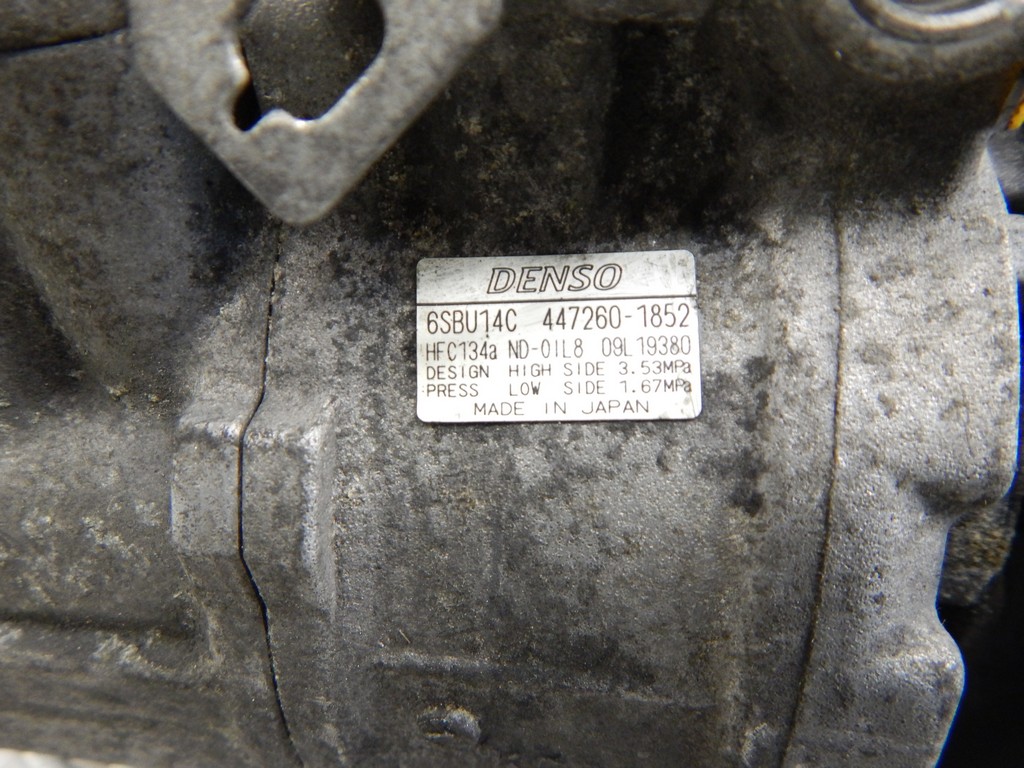 DENSO
6SBU14C 447260-1852
HFC134a ND-OIL8 09L19380
DESIGN HIGH SIDE 3.53MPa
PRESS LOW SIDE 1.67MPa
MADE IN JAPAN